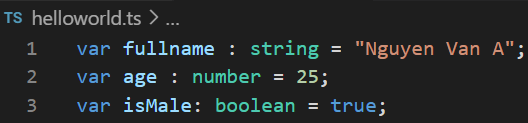 TS helloworld.ts > ...
1 var fullname : string = "Nguyen Van A";
2 var age : number = 25;
3 var isMale: boolean = true;